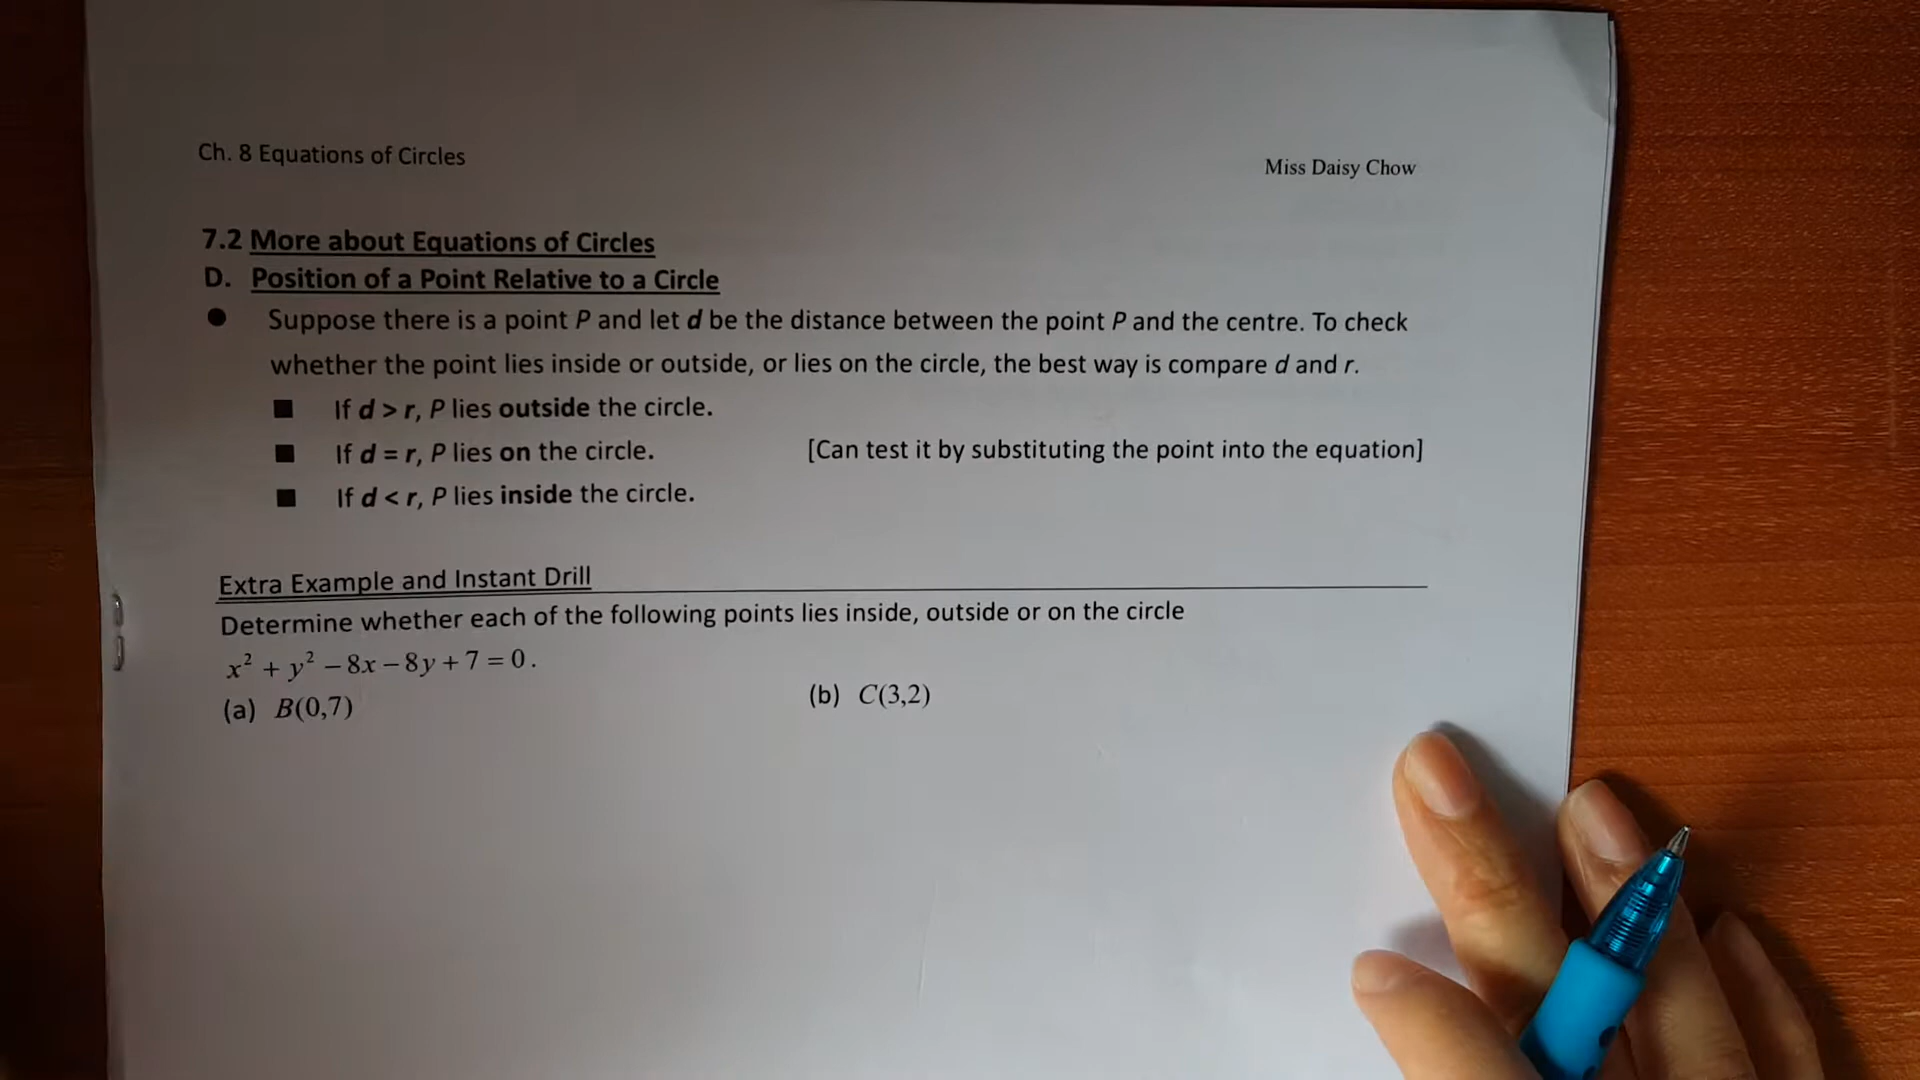 Ch. 8 Equations of Circles
Miss Daisy Chow
7.2 More about Equations of Circles
D. Position of a Point Relative to a Circle
● Suppose there is a point P and let d be the distance between the point P and the centre. To check
whether the point lies inside or outside, or lies on the circle, the best way is compare d and r.
■ If d > r, P lies outside the circle.
■ If d = r, P lies on the circle. [Can test it by substituting the point into the equation]
■ If d < r, P lies inside the circle.
Extra Example and Instant Drill
Determine whether each of the following points lies inside, outside or on the circle
x² + y² − 8x − 8y + 7 = 0.
(a) B(0,7) (b) C(3,2)